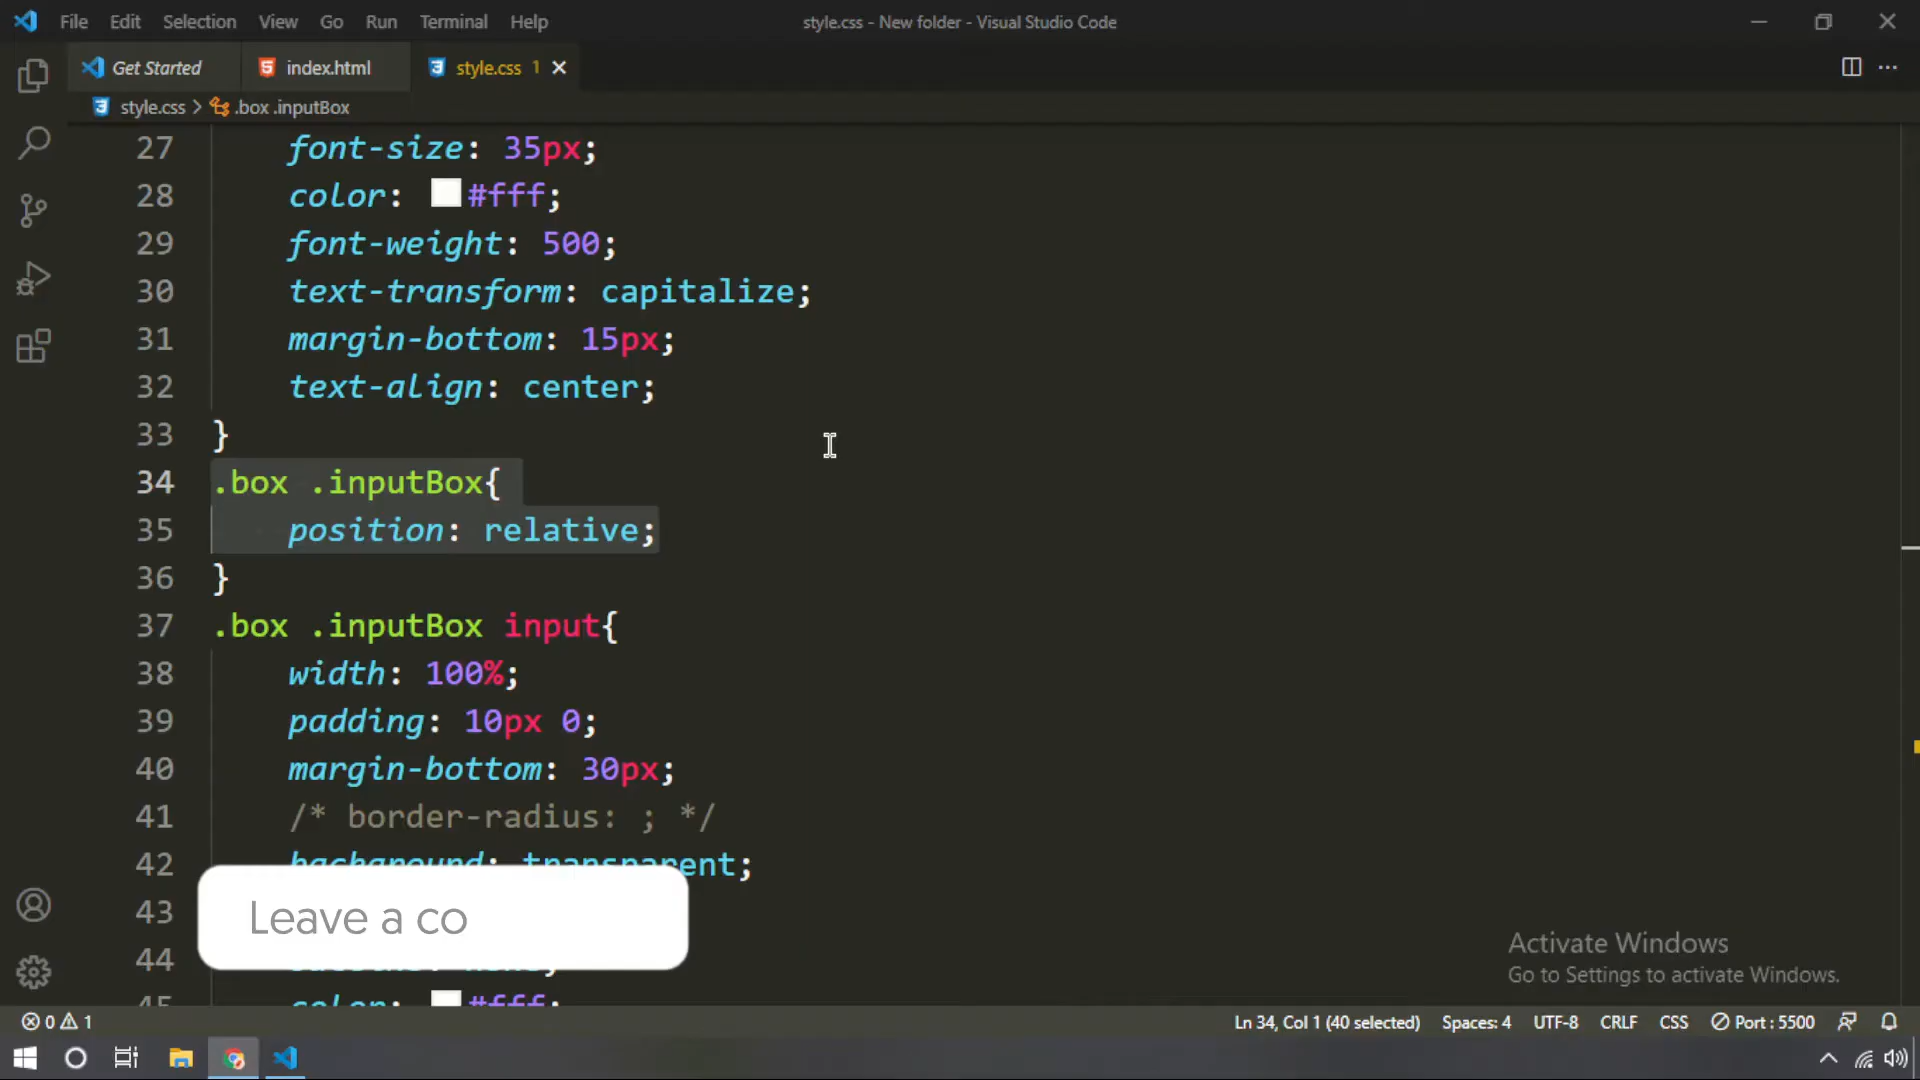 File Edit Selection View Go Run Terminal Help
style.css - New folder - Visual Studio Code
Get Started index.html style.css 1
style.css > .box .inputBox
27 font-size: 35px;
28 color: #fff;
29 font-weight: 500;
30 text-transform: capitalize;
31 margin-bottom: 15px;
32 text-align: center;
33 }
34 .box .inputBox{
35 position: relative;
36 }
37 .box .inputBox input{
38 width: 100%;
39 padding: 10px 0;
40 margin-bottom: 30px;
41 /* border-radius: ; */
42 background: transparent;
43
Leave a co
44
45 color: #fff;
Activate Windows
Go to Settings to activate Windows.
0 1 Ln 34, Col 1 (40 selected) Spaces: 4 UTF-8 CRLF CSS Port : 5500